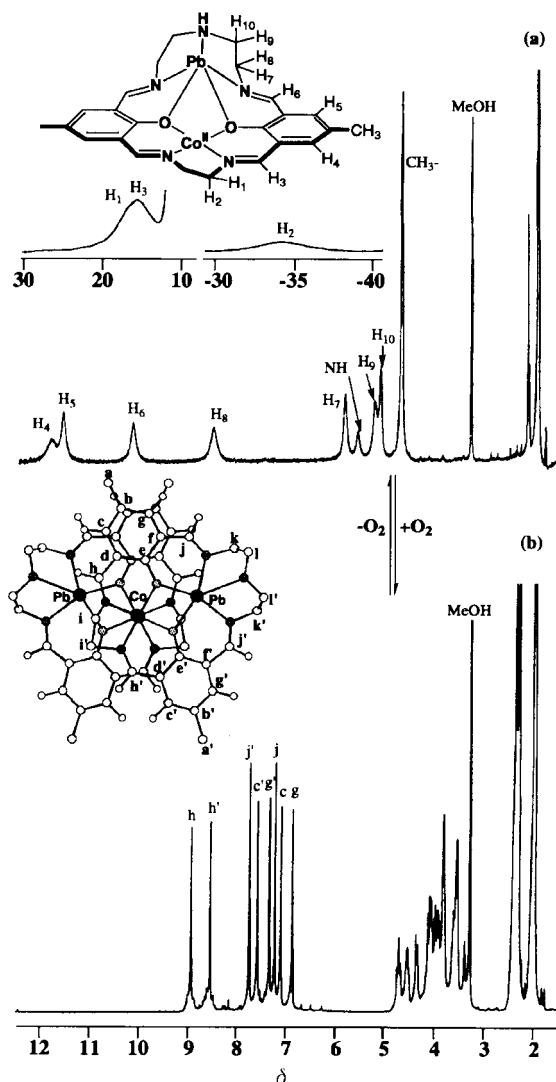 (a)
H
N
H10
H9
H8
H7
Pb
N
N
H6
H5
O
O
CoII
CH3
N
N
H4
H3
H1
H2
MeOH
CH3-
H1
H3
H2
30
20
10
-30
-35
-40
H4
H5
H6
H8
H7
NH
H9
H10
-O2
+O2
(b)
a
b
g
c
f
d
e
j
k
l
h
Pb
Co
Pb
l'
k'
i
i'
j'
e'
f'
d'
h'
g'
c'
b'
a'
MeOH
h
h'
j'
c'
g'
j
c
g
12 11 10 9 8 7 6 5 4 3 2
δ